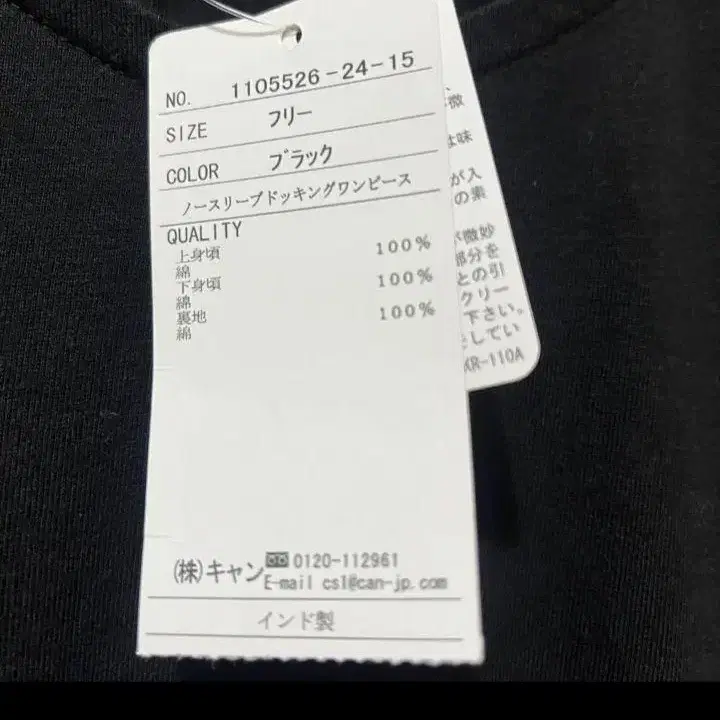 NO. 1105526-24-15
SIZE フリー
COLOR ブラック
ノースリーブドッキングワンピース
QUALITY
上身頃
綿 100%
下身頃
綿 100%
裏地
綿 100%
(株)キャン 0120-112961
E-mail cs1@can-jp.com
インド製
微
は味
が入
の素
が微妙
部分を
との引
クリー
下さい。
してい
KR-110A